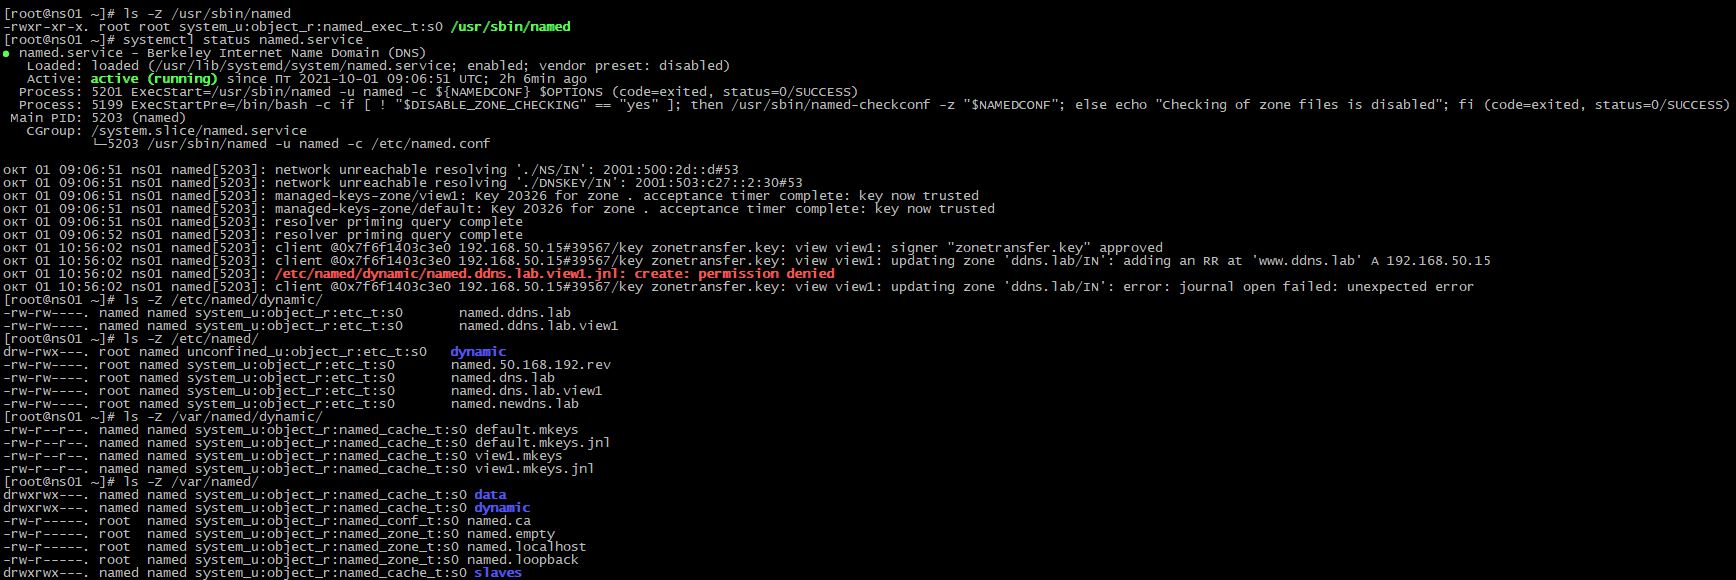 [root@ns01 ~]# ls -Z /usr/sbin/named
-rwxr-xr-x. root root system_u:object_r:named_exec_t:s0 /usr/sbin/named
[root@ns01 ~]# systemctl status named.service
● named.service - Berkeley Internet Name Domain (DNS)
   Loaded: loaded (/usr/lib/systemd/system/named.service; enabled; vendor preset: disabled)
   Active: active (running) since Пт 2021-10-01 09:06:51 UTC; 2h 6min ago
  Process: 5201 ExecStart=/usr/sbin/named -u named -c ${NAMEDCONF} $OPTIONS (code=exited, status=0/SUCCESS)
  Process: 5199 ExecStartPre=/bin/bash -c if [ ! "$DISABLE_ZONE_CHECKING" == "yes" ]; then /usr/sbin/named-checkconf -z "$NAMEDCONF"; else echo "Checking of zone files is disabled"; fi (code=exited, status=0/SUCCESS)
 Main PID: 5203 (named)
   CGroup: /system.slice/named.service
           └─5203 /usr/sbin/named -u named -c /etc/named.conf

окт 01 09:06:51 ns01 named[5203]: network unreachable resolving './NS/IN': 2001:500:2d::d#53
окт 01 09:06:51 ns01 named[5203]: network unreachable resolving './DNSKEY/IN': 2001:503:c27::2:30#53
окт 01 09:06:51 ns01 named[5203]: managed-keys-zone/view1: Key 20326 for zone . acceptance timer complete: key now trusted
окт 01 09:06:51 ns01 named[5203]: managed-keys-zone/default: Key 20326 for zone . acceptance timer complete: key now trusted
окт 01 09:06:51 ns01 named[5203]: resolver priming query complete
окт 01 09:06:52 ns01 named[5203]: resolver priming query complete
окт 01 10:56:02 ns01 named[5203]: client @0x7f6f1403c3e0 192.168.50.15#39567/key zonetransfer.key: view view1: signer "zonetransfer.key" approved
окт 01 10:56:02 ns01 named[5203]: client @0x7f6f1403c3e0 192.168.50.15#39567/key zonetransfer.key: view view1: updating zone 'ddns.lab/IN': adding an RR at 'www.ddns.lab' A 192.168.50.15
окт 01 10:56:02 ns01 named[5203]: /etc/named/dynamic/named.ddns.lab.view1.jnl: create: permission denied
окт 01 10:56:02 ns01 named[5203]: client @0x7f6f1403c3e0 192.168.50.15#39567/key zonetransfer.key: view view1: updating zone 'ddns.lab/IN': error: journal open failed: unexpected error
[root@ns01 ~]# ls -Z /etc/named/dynamic/
-rw-rw----. named named system_u:object_r:etc_t:s0       named.ddns.lab
-rw-rw----. named named system_u:object_r:etc_t:s0       named.ddns.lab.view1
[root@ns01 ~]# ls -Z /etc/named/
drw-rwx---. root named unconfined_u:object_r:etc_t:s0   dynamic
-rw-rw----. root named system_u:object_r:etc_t:s0       named.50.168.192.rev
-rw-rw----. root named system_u:object_r:etc_t:s0       named.dns.lab
-rw-rw----. root named system_u:object_r:etc_t:s0       named.dns.lab.view1
-rw-rw----. root named system_u:object_r:etc_t:s0       named.newdns.lab
[root@ns01 ~]# ls -Z /var/named/dynamic/
-rw-r--r--. named named system_u:object_r:named_cache_t:s0 default.mkeys
-rw-r--r--. named named system_u:object_r:named_cache_t:s0 default.mkeys.jnl
-rw-r--r--. named named system_u:object_r:named_cache_t:s0 view1.mkeys
-rw-r--r--. named named system_u:object_r:named_cache_t:s0 view1.mkeys.jnl
[root@ns01 ~]# ls -Z /var/named/
drwxrwx---. named named system_u:object_r:named_cache_t:s0 data
drwxrwx---. named named system_u:object_r:named_cache_t:s0 dynamic
-rw-r-----. root  named system_u:object_r:named_conf_t:s0 named.ca
-rw-r-----. root  named system_u:object_r:named_zone_t:s0 named.empty
-rw-r-----. root  named system_u:object_r:named_zone_t:s0 named.localhost
-rw-r-----. root  named system_u:object_r:named_zone_t:s0 named.loopback
drwxrwx---. named named system_u:object_r:named_cache_t:s0 slaves